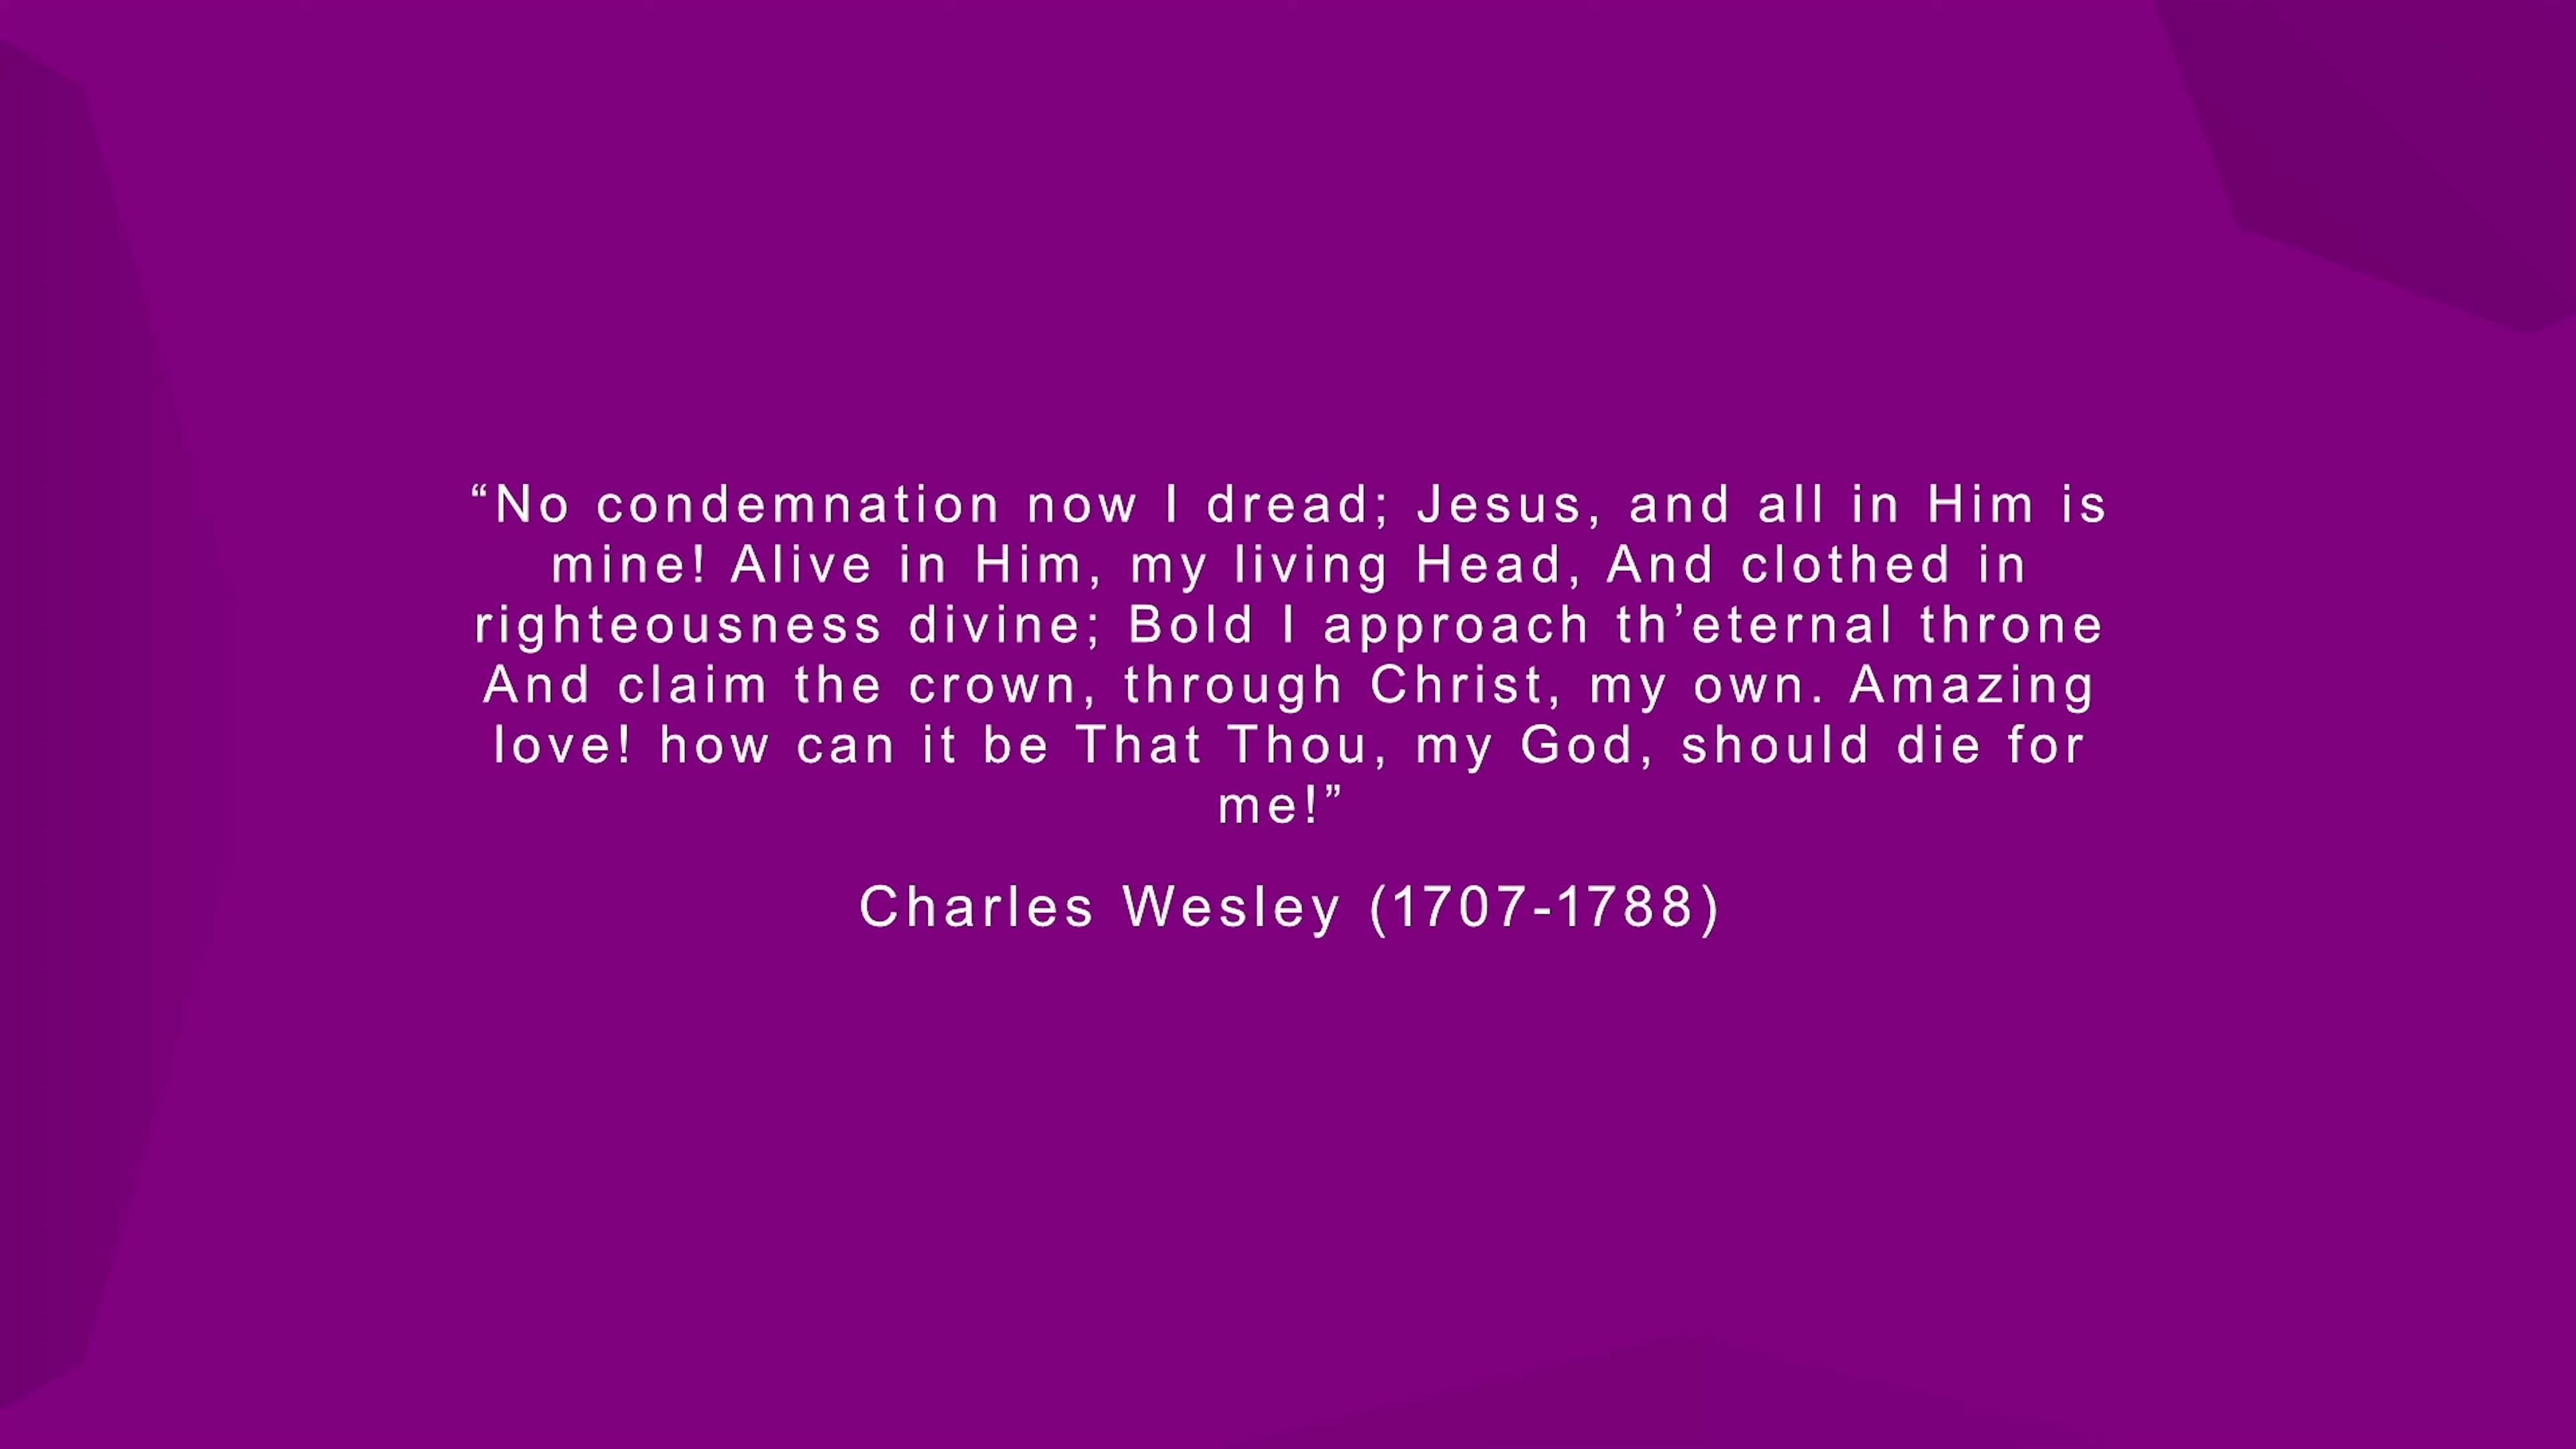 “No condemnation now I dread; Jesus, and all in Him is
mine! Alive in Him, my living Head, And clothed in
righteousness divine; Bold I approach th’eternal throne
And claim the crown, through Christ, my own. Amazing
love! how can it be That Thou, my God, should die for
me!”
Charles Wesley (1707-1788)